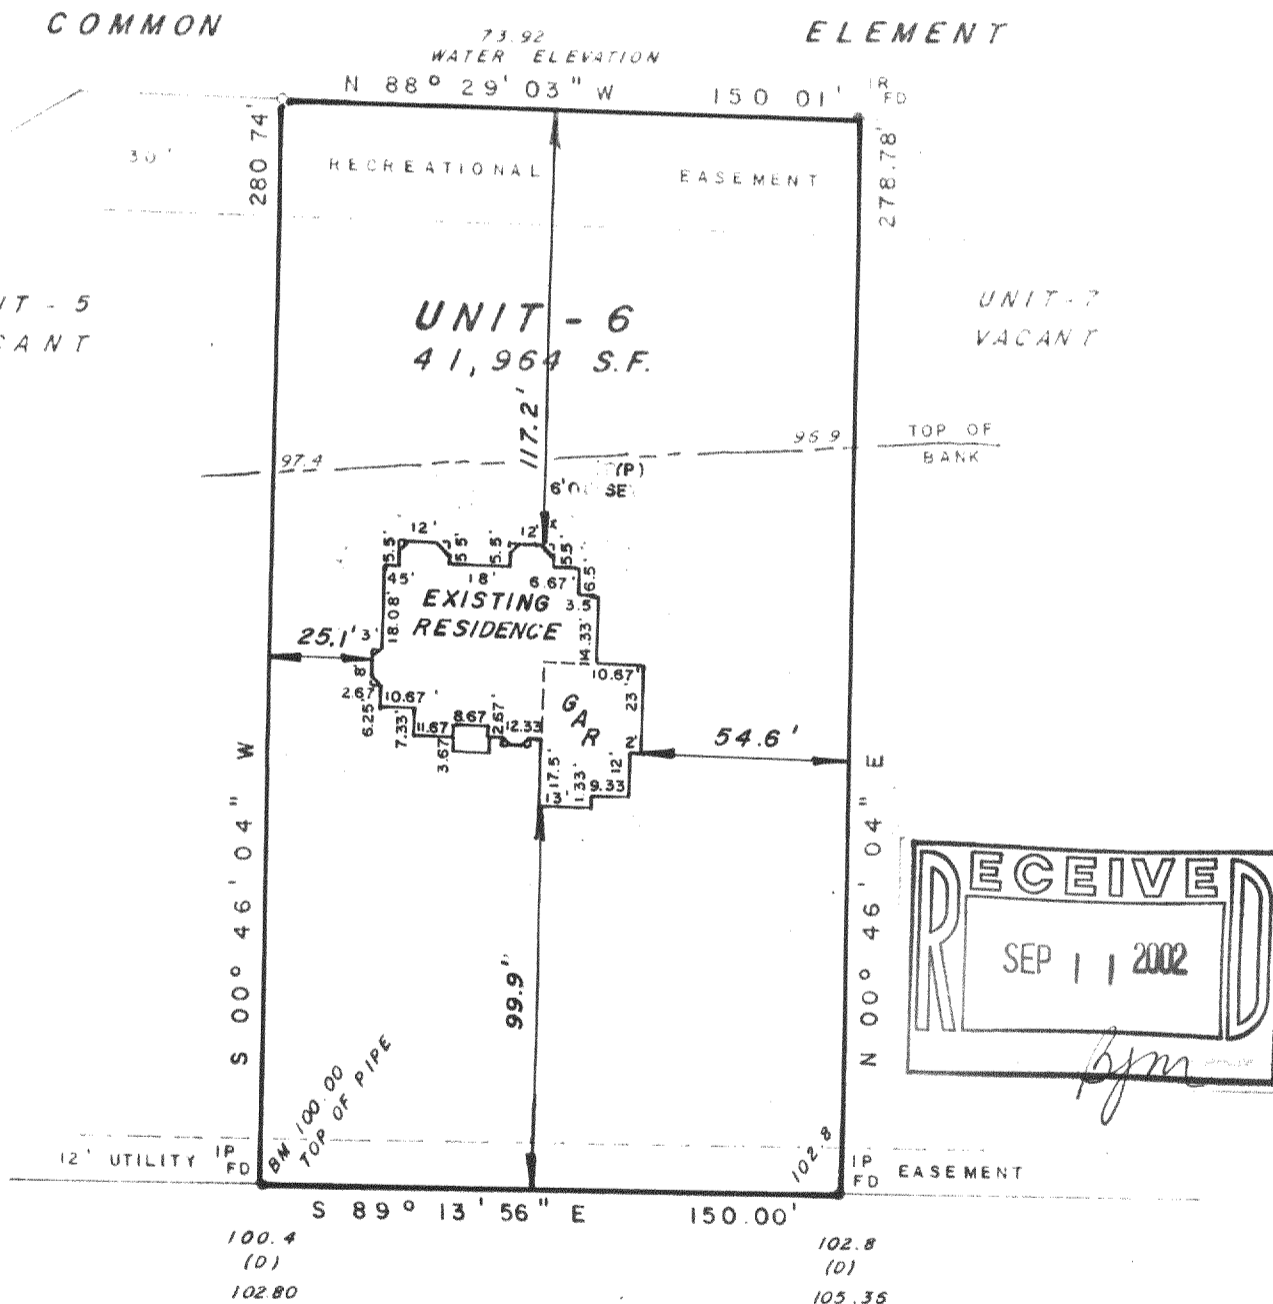 COMMON
ELEMENT
73.92
WATER ELEVATION
N 88° 29' 03" W
150 01'
IR
FD
280 74'
278.78'
30'
RECREATIONAL
EASEMENT
IT - 5
CANT
UNIT - 6
41,964 S.F.
UNIT-7
VACANT
117.2'
97.4
95.9
TOP OF
BANK
(P)
6'
SE
12'
12'
5.5'
5.5'
5.5'
5.5'
6.5'
45'
18'
6.67'
3.5
EXISTING
RESIDENCE
18.08'
14.33'
25.1'
3'
8'
2.67'
10.67'
6.25'
7.33'
11.67
8.67
2.67'
12.33
3.67
10.67'
23'
GAR
2'
12'
17.5'
1.33'
9.33
13'
54.6'
S 00° 46' 04" W
N 00° 46' 04" E
99.9"
RECEIVED
SEP 11 2002
BM 100.00
TOP OF PIPE
102.8
12' UTILITY
IP
FD
IP
FD
EASEMENT
S 89° 13' 56" E
150.00'
100.4
(D)
102.80
102.8
(D)
105.35